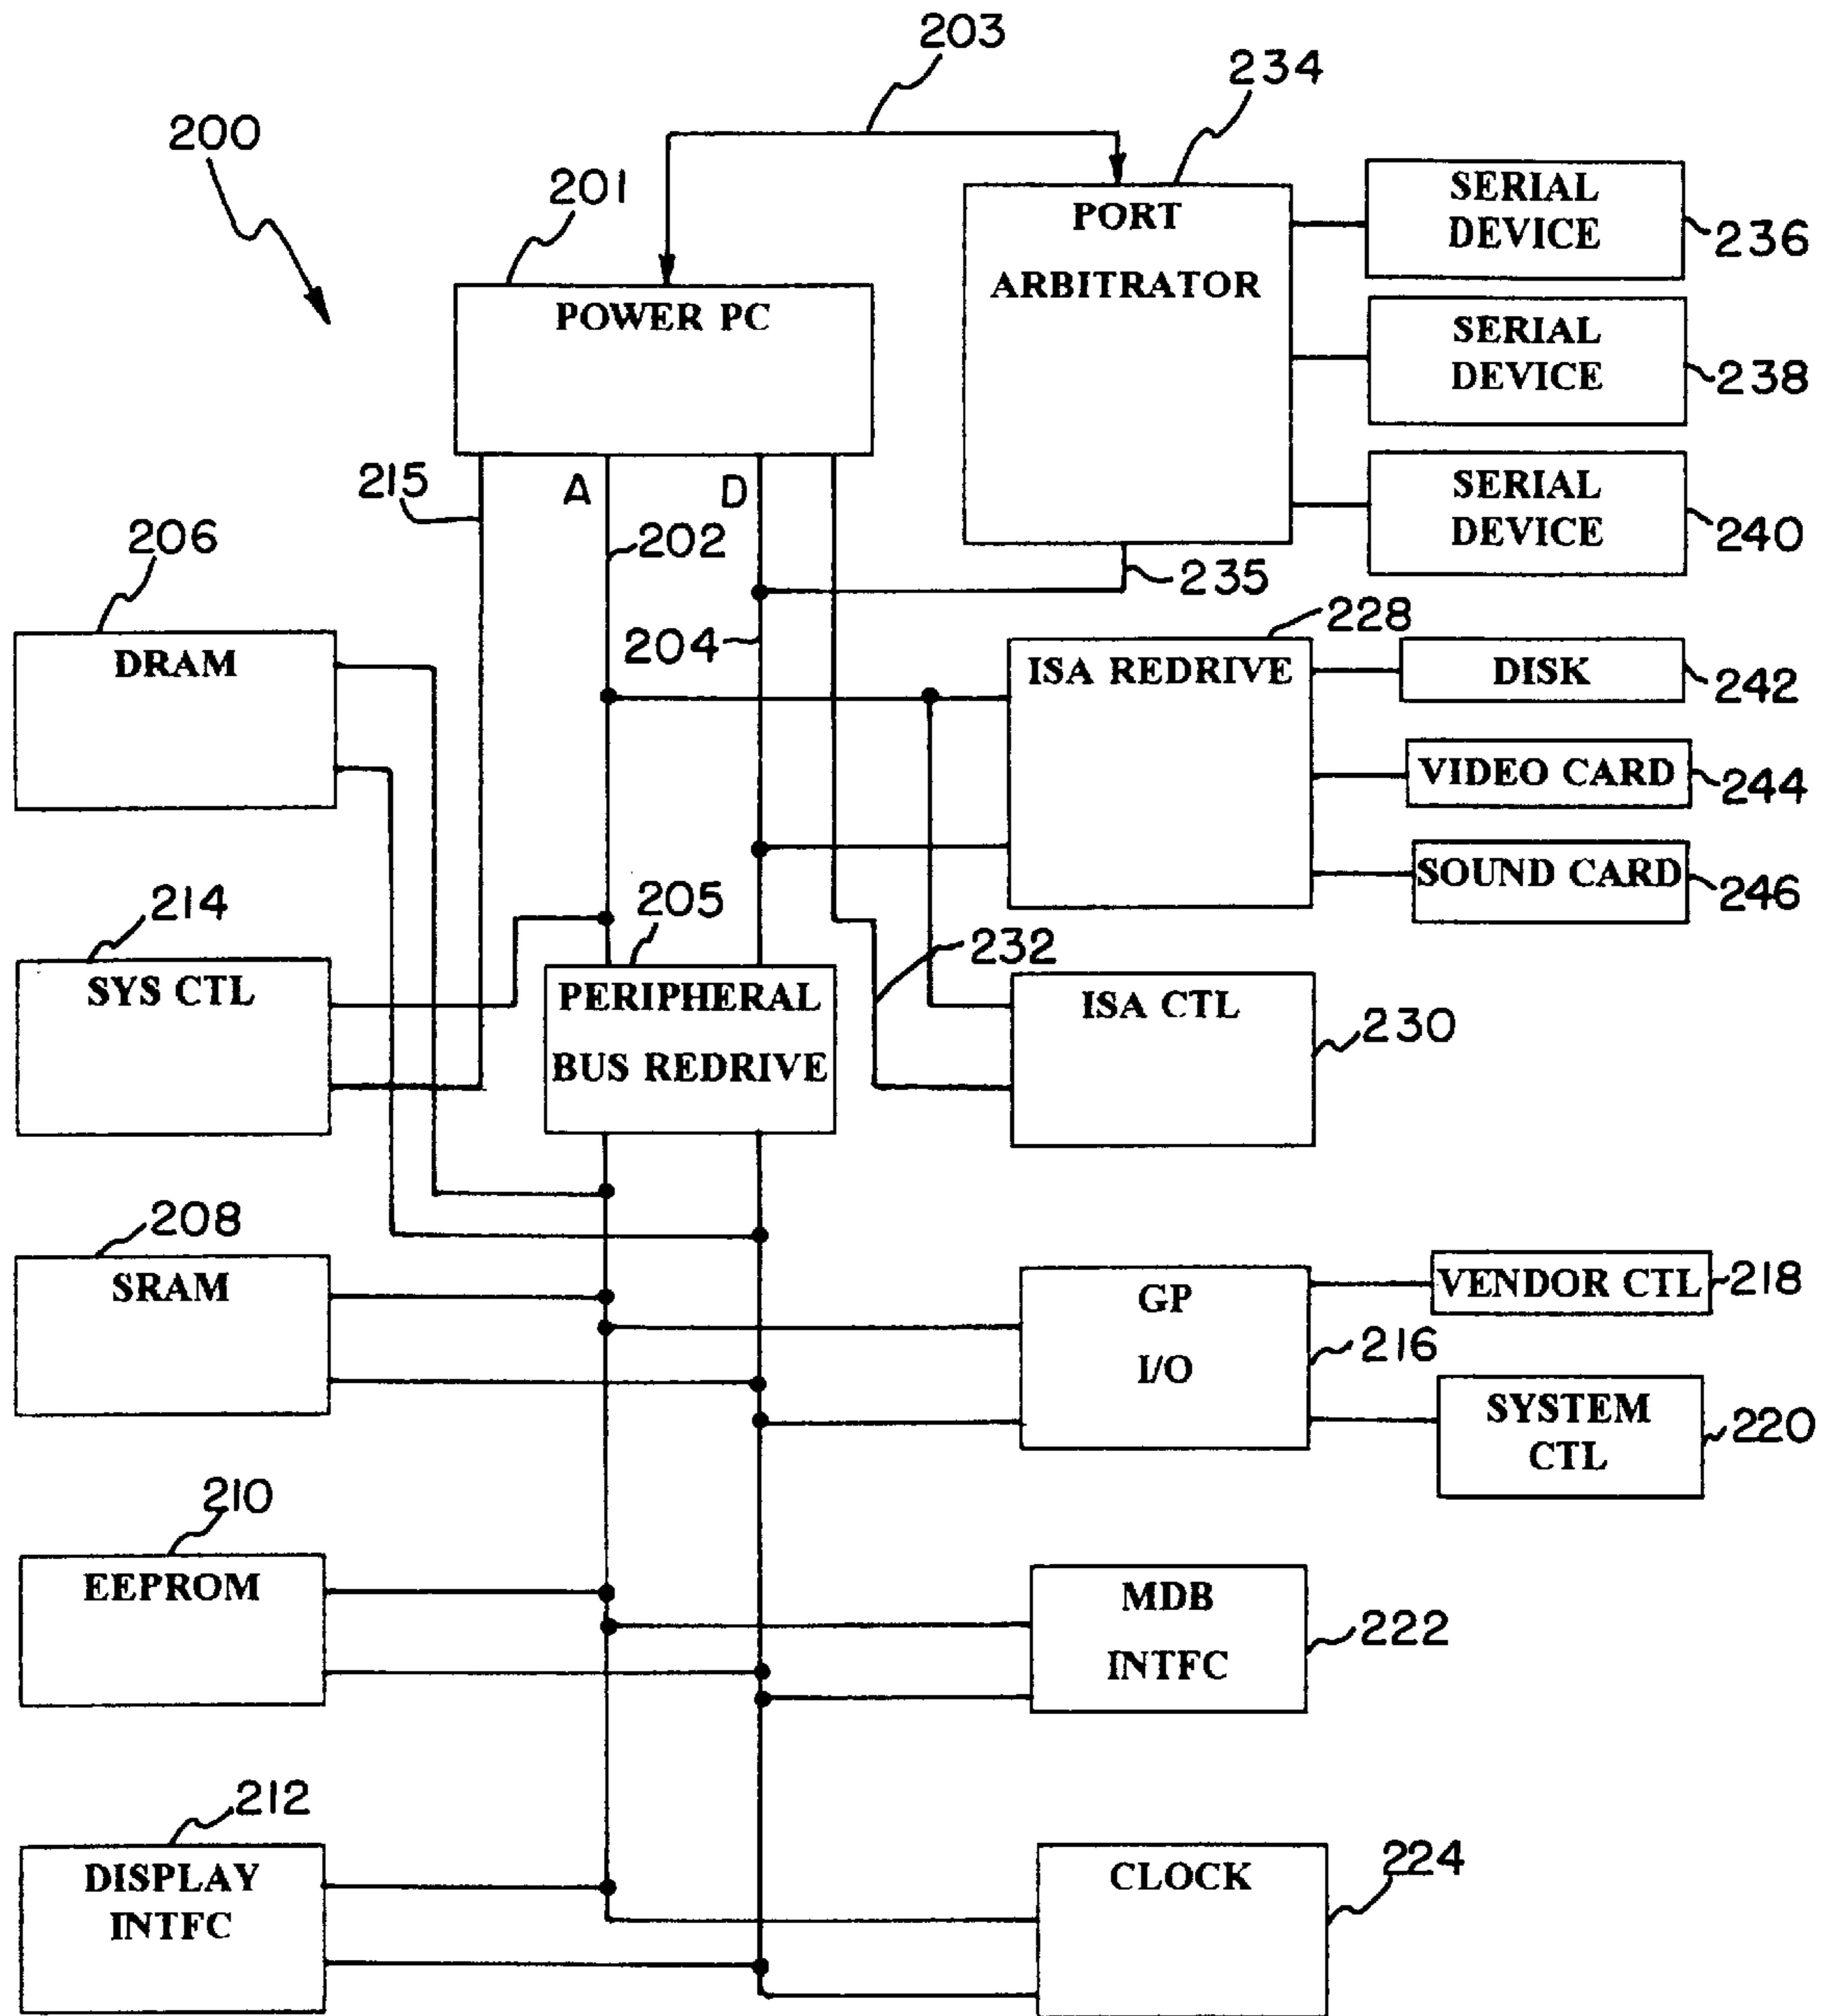 203
234
200
201
POWER PC
PORT
ARBITRATOR
SERIAL
DEVICE
236
SERIAL
DEVICE
238
SERIAL
DEVICE
240
215
A
D
202
235
206
DRAM
204
228
ISA REDRIVE
DISK
242
VIDEO CARD
244
SOUND CARD
246
214
SYS CTL
205
PERIPHERAL
BUS REDRIVE
232
ISA CTL
230
208
SRAM
GP
I/O
216
VENDOR CTL
218
SYSTEM
CTL
220
210
EEPROM
MDB
INTFC
222
212
DISPLAY
INTFC
CLOCK
224